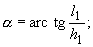 α = arc tg l₁/h₁;